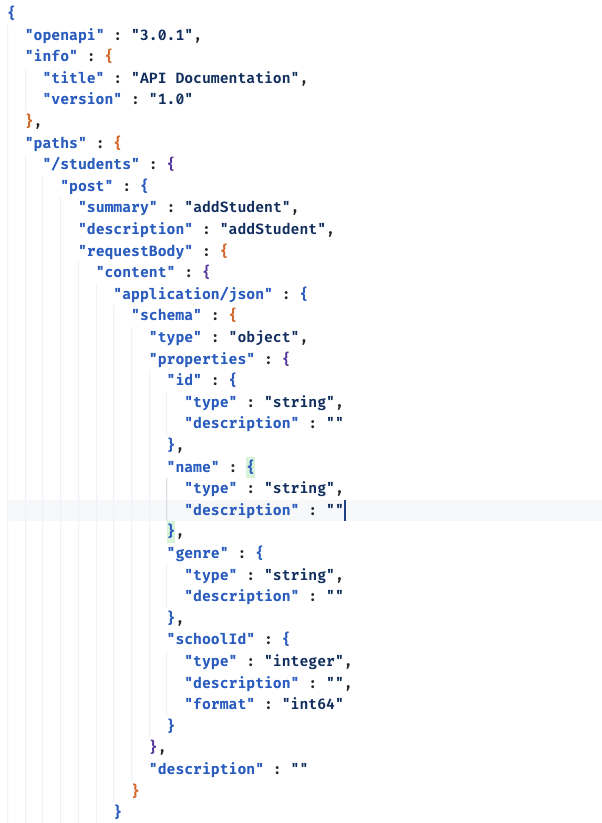 {
  "openapi" : "3.0.1",
  "info" : {
    "title" : "API Documentation",
    "version" : "1.0"
  },
  "paths" : {
    "/students" : {
      "post" : {
        "summary" : "addStudent",
        "description" : "addStudent",
        "requestBody" : {
          "content" : {
            "application/json" : {
              "schema" : {
                "type" : "object",
                "properties" : {
                  "id" : {
                    "type" : "string",
                    "description" : ""
                  },
                  "name" : {
                    "type" : "string",
                    "description" : ""
                  },
                  "genre" : {
                    "type" : "string",
                    "description" : ""
                  },
                  "schoolId" : {
                    "type" : "integer",
                    "description" : "",
                    "format" : "int64"
                  }
                },
                "description" : ""
              }
            }